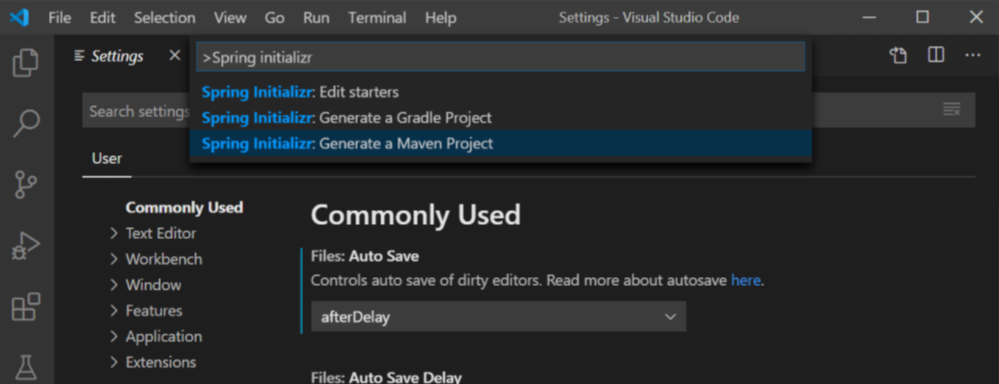 File Edit Selection View Go Run Terminal Help Settings - Visual Studio Code
Settings
>Spring initializr
Spring Initializr: Edit starters
Spring Initializr: Generate a Gradle Project
Spring Initializr: Generate a Maven Project
Search settings
User
Commonly Used
Text Editor
Workbench
Window
Features
Application
Extensions
Commonly Used
Files: Auto Save
Controls auto save of dirty editors. Read more about autosave here.
afterDelay
Files: Auto Save Delay